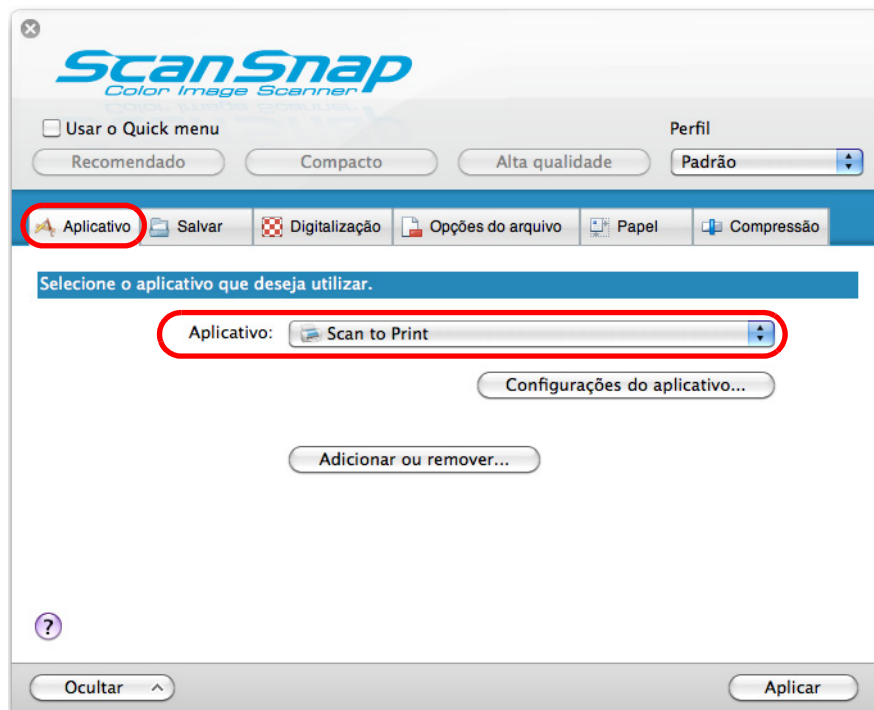 ScanSnap
Color Image Scanner
Usar o Quick menu
Perfil
Recomendado Compacto Alta qualidade Padrão
Aplicativo Salvar Digitalização Opções do arquivo Papel Compressão
Selecione o aplicativo que deseja utilizar.
Aplicativo: Scan to Print
Configurações do aplicativo...
Adicionar ou remover...
?
Ocultar Aplicar